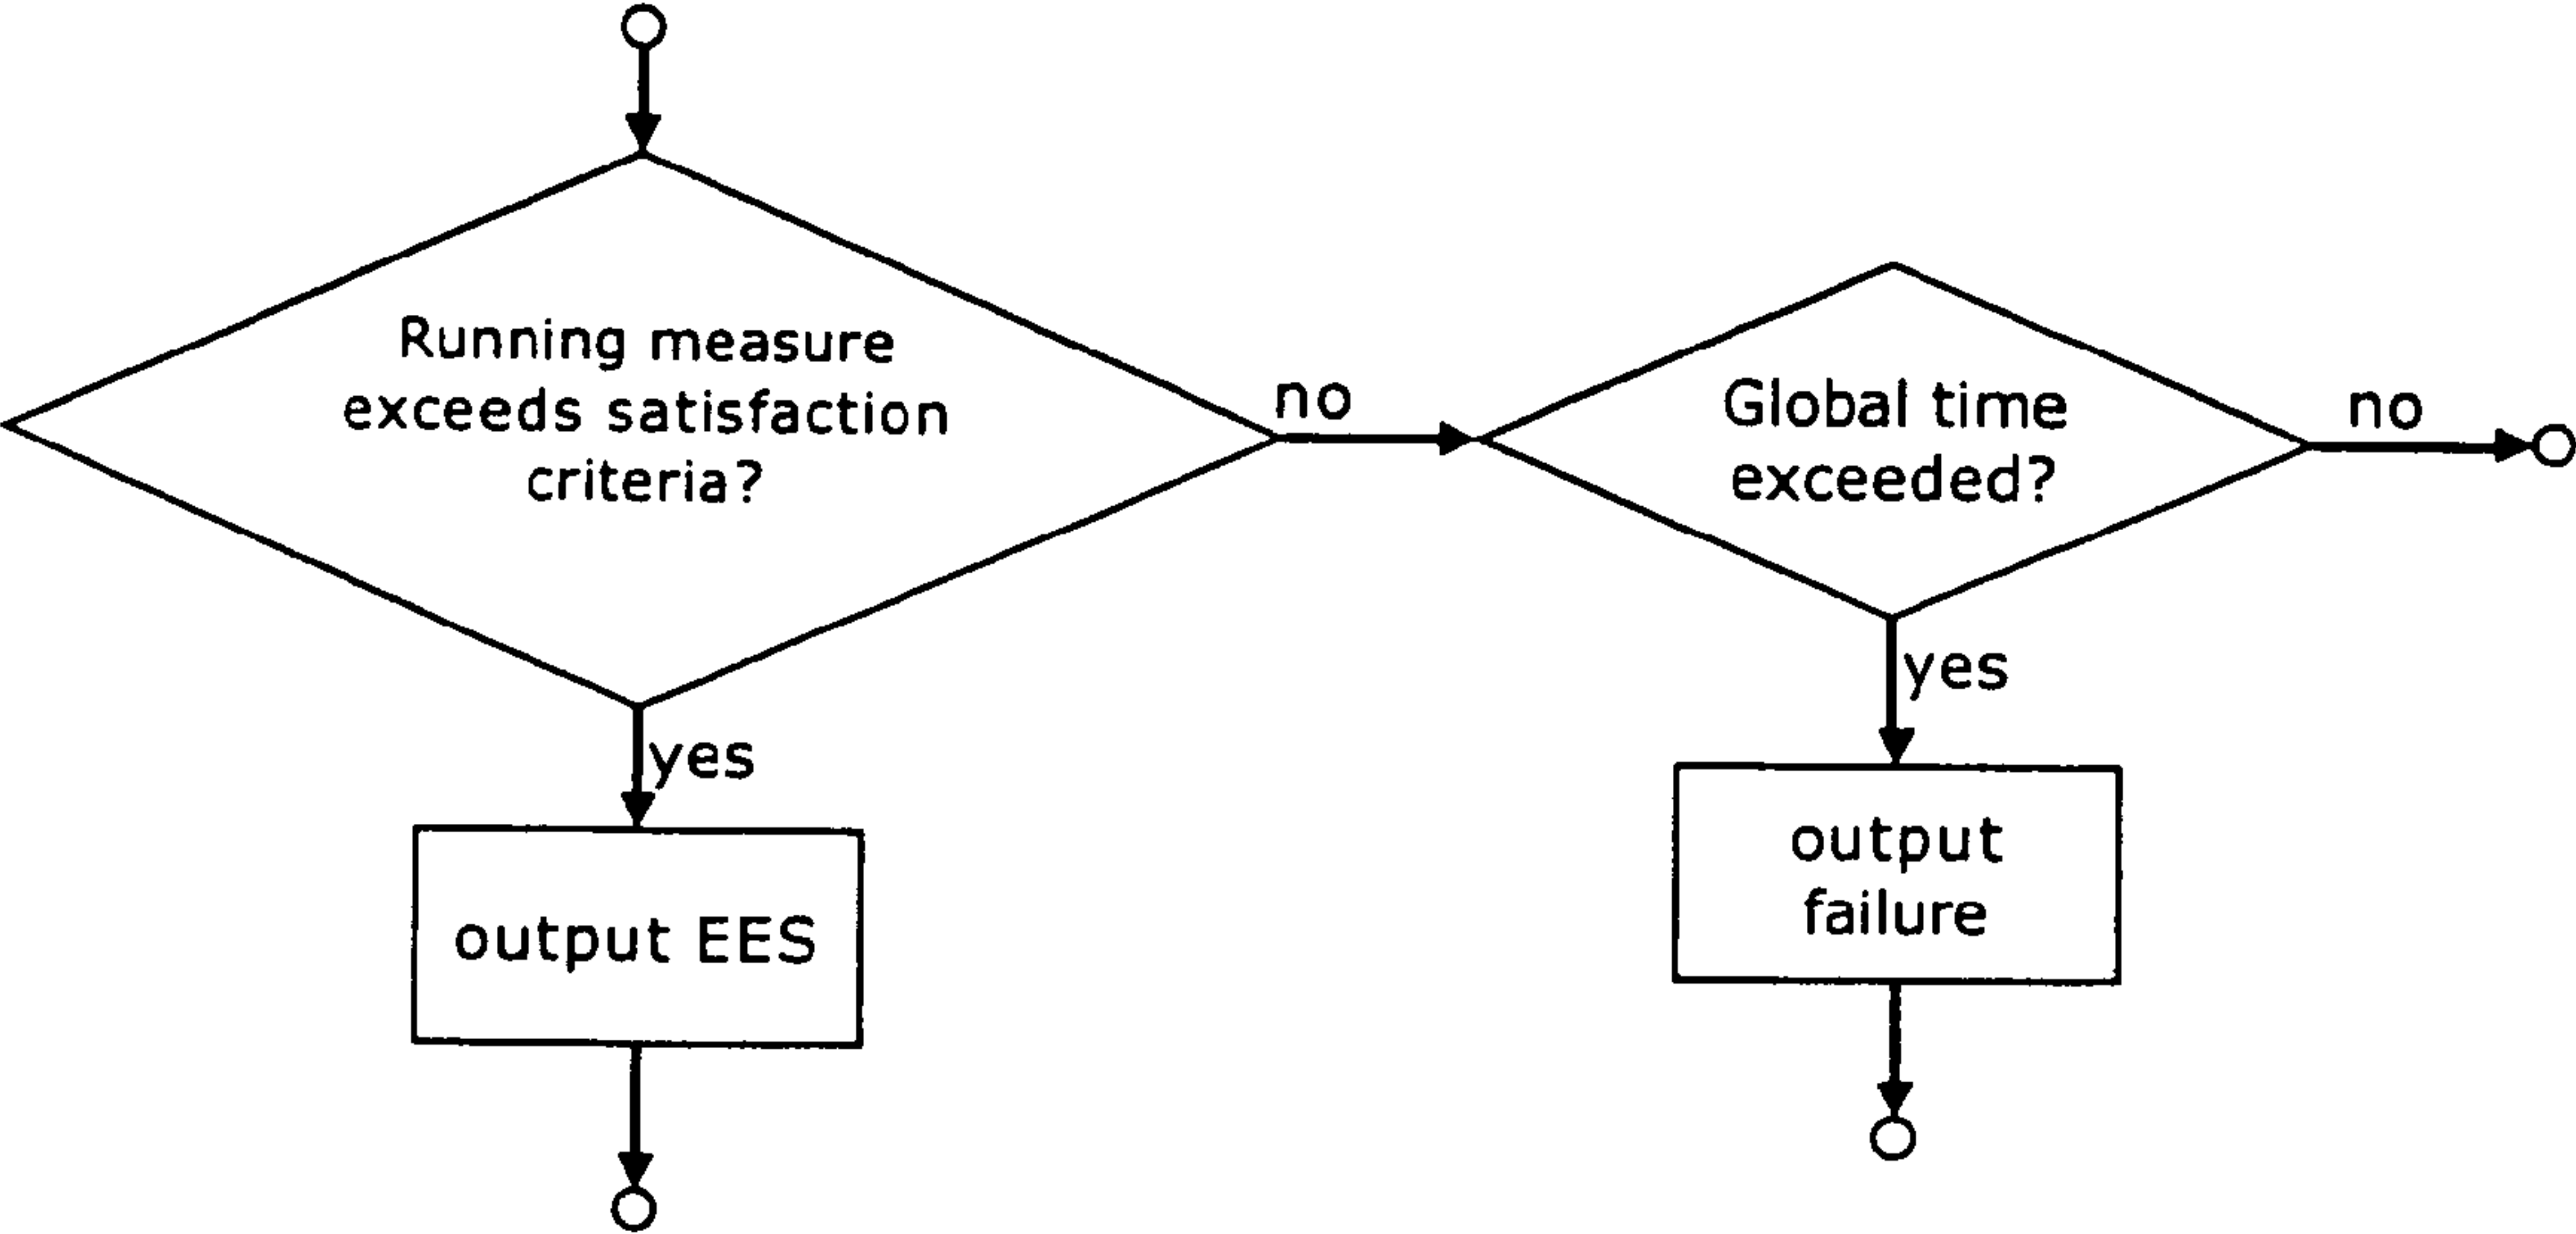 Running measure
exceeds satisfaction
criteria?
no
Global time
exceeded?
no
yes
output EES
yes
output
failure